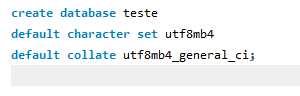 create database teste
default character set utf8mb4
default collate utf8mb4_general_ci;